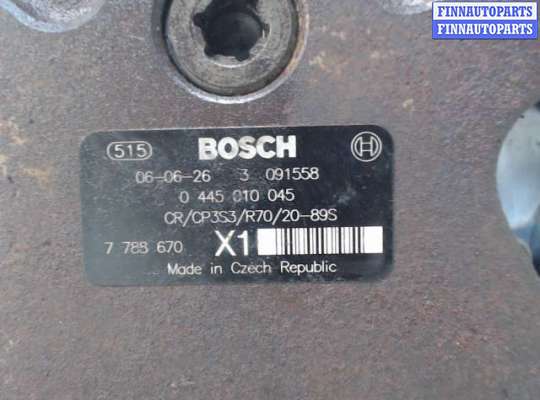 FINNAUTOPARTS
FINNAUTOPARTS
515 BOSCH
06-06-26 3 091558
0 445 010 045
CR/CP3S3/R70/20-89S
7 788 670 X1
Made in Czech Republic